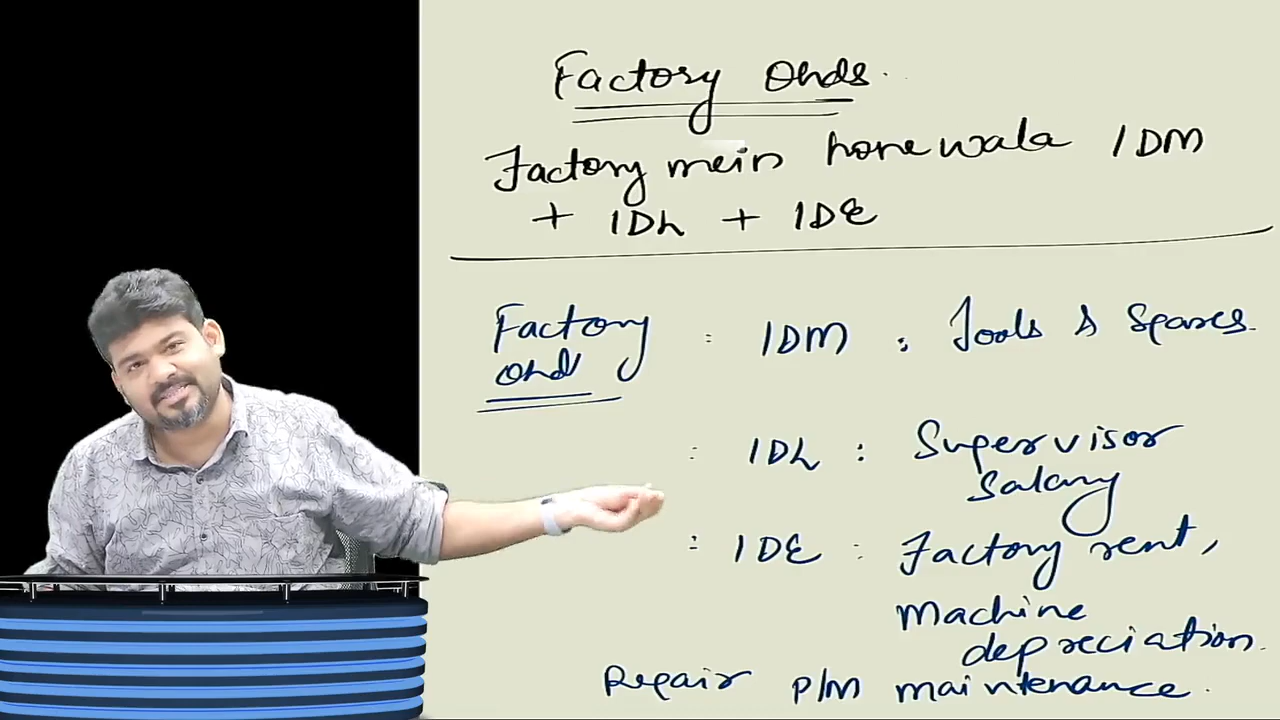 Factory Ohds.
Factory mein hone wala IDM
+ IDL + IDE
Factory : IDM : Tools & Spares.
Ohd
: IDL : Supervisor
Salary
: IDE : Factory rent,
Machine
depreciation.
Repair P/M maintenance.